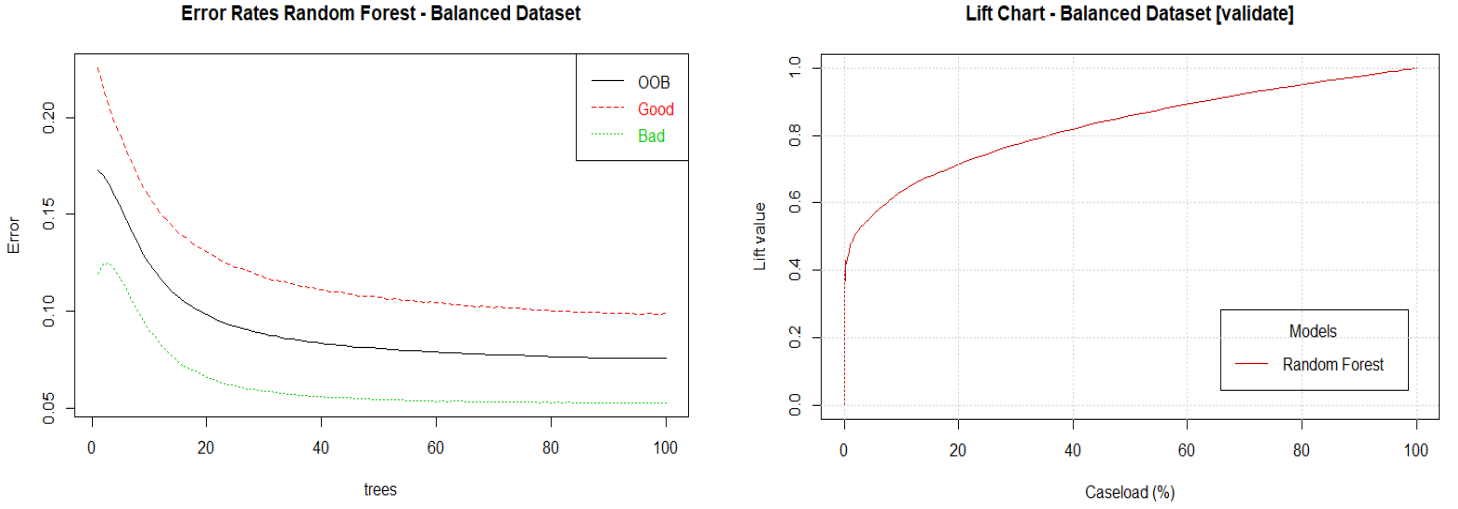 Error Rates Random Forest - Balanced Dataset
OOB
Good
Bad
Error
0.20
0.15
0.10
0.05
0 20 40 60 80 100
trees
Lift Chart - Balanced Dataset [validate]
Lift value
1.0
0.8
0.6
0.4
0.2
0.0
Models
Random Forest
0 20 40 60 80 100
Caseload (%)